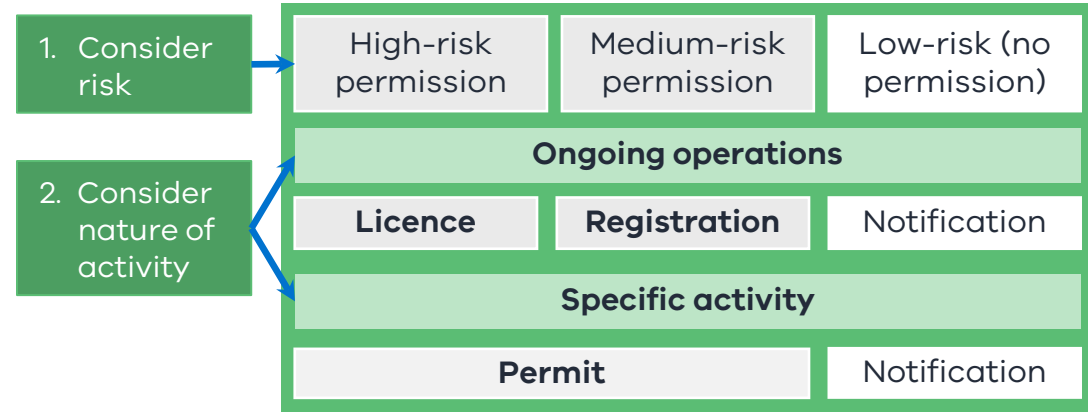 1. Consider
risk
High-risk
permission
Medium-risk
permission
Low-risk (no
permission)
Ongoing operations
2. Consider
nature of
activity
Licence
Registration
Notification
Specific activity
Permit
Notification